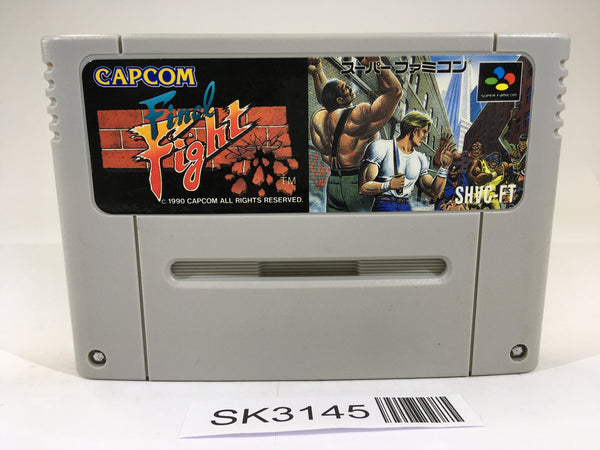 CAPCOM
Final
Fight
TM
© 1990 CAPCOM ALL RIGHTS RESERVED.
スーパーファミコン
SUPER FAMICOM
SHVC-FT
SK3145